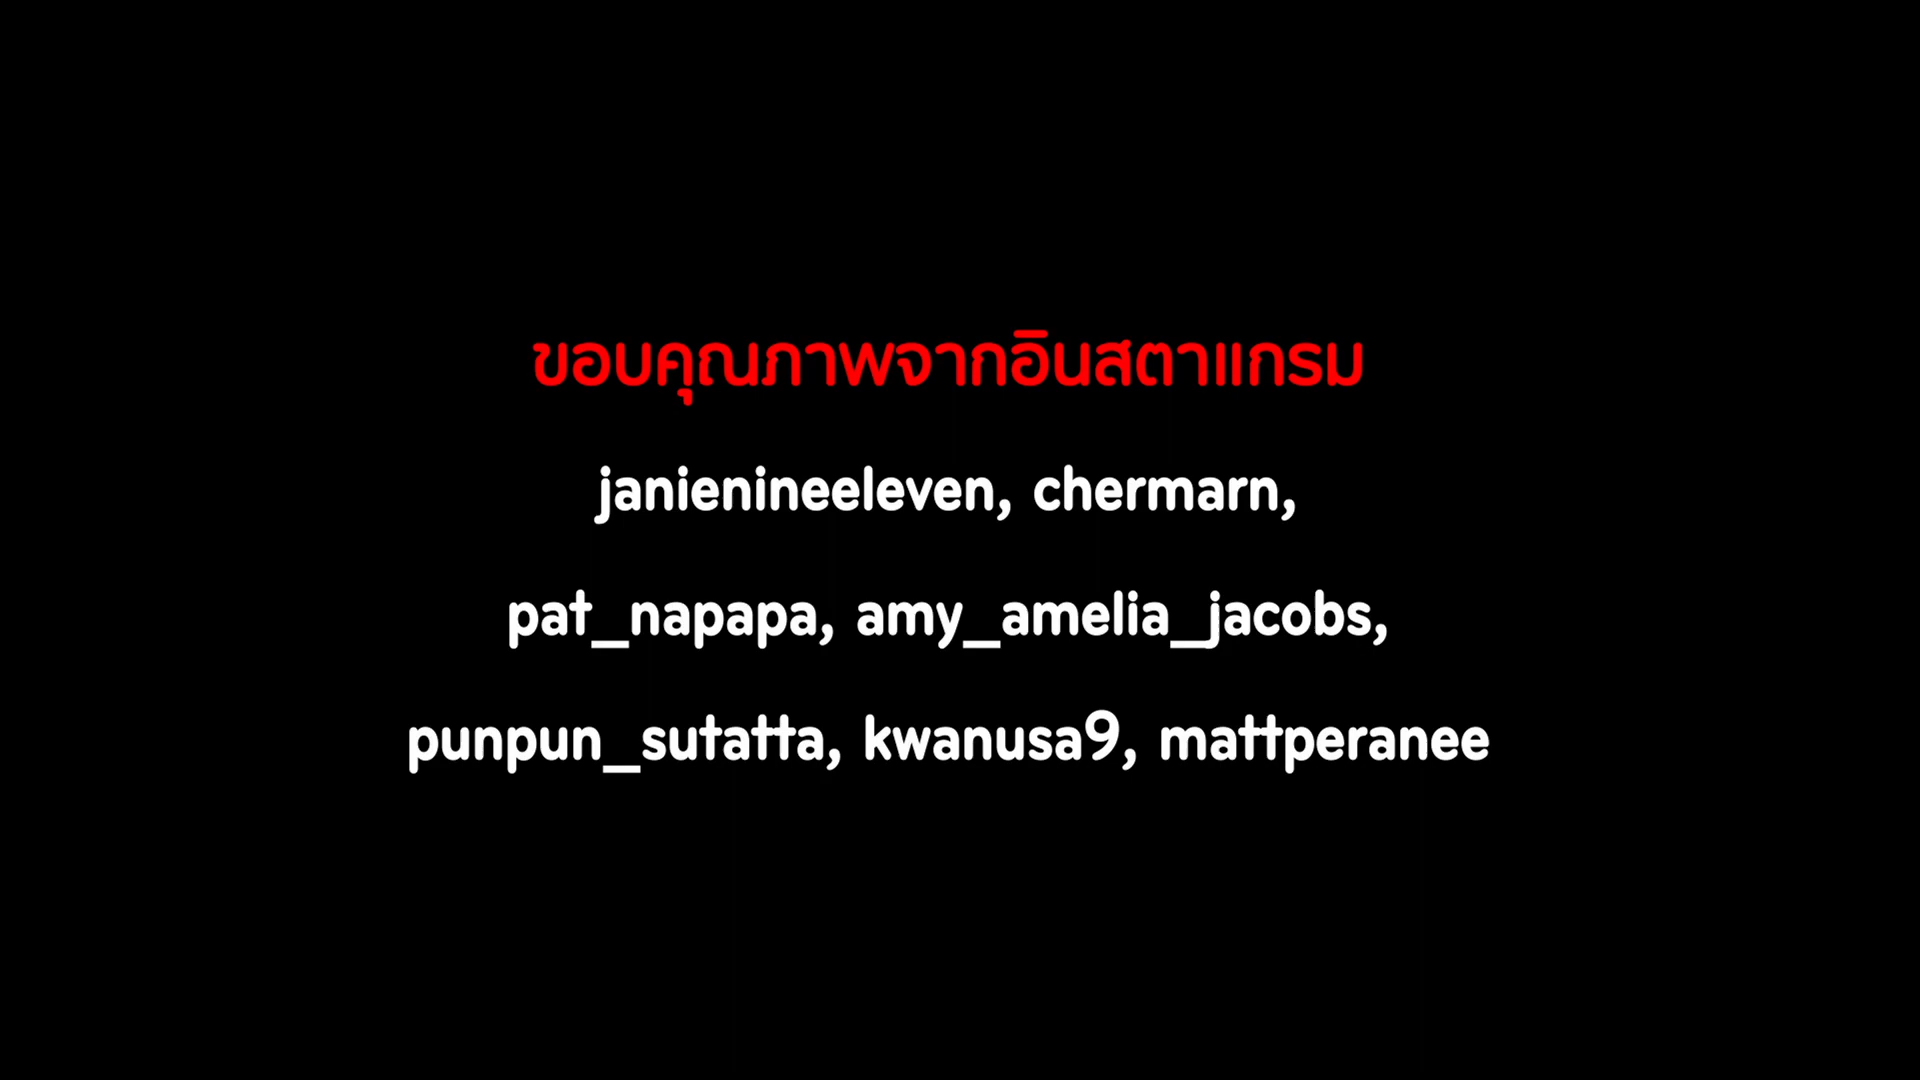 ขอบคุณภาพจากอินสตาแกรม
janienineeleven, chermarn,
pat_napapa, amy_amelia_jacobs,
punpun_sutatta, kwanusa9, mattperanee